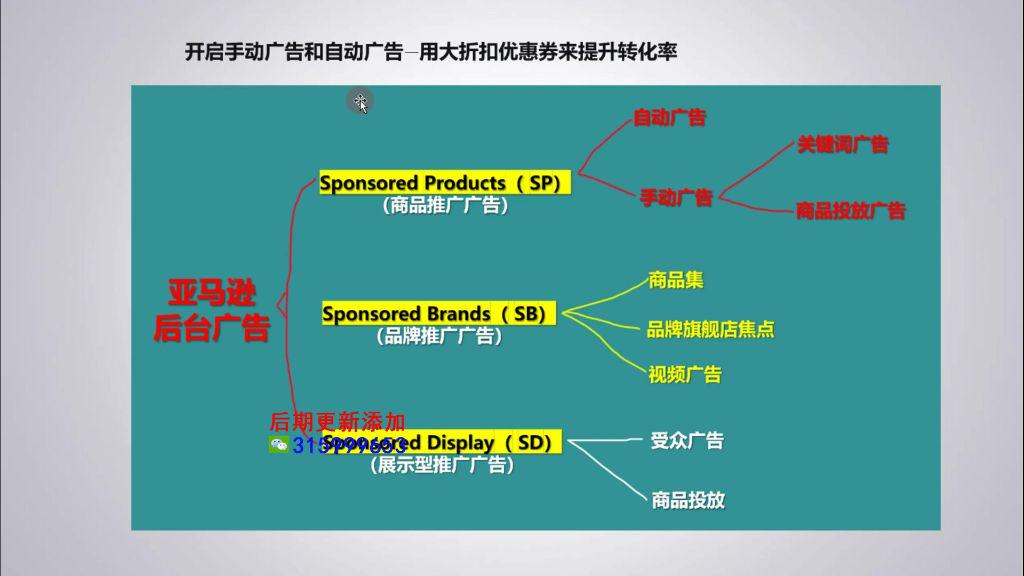 开启手动广告和自动广告—用大折扣优惠券来提升转化率
自动广告
关键词广告
Sponsored Products（SP）
（商品推广广告）
手动广告
商品投放广告
亚马逊
后台广告
商品集
Sponsored Brands（SB）
（品牌推广广告）
品牌旗舰店焦点
视频广告
后期更新添加
315999653
Sponsored Display（SD）
（展示型推广广告）
受众广告
商品投放